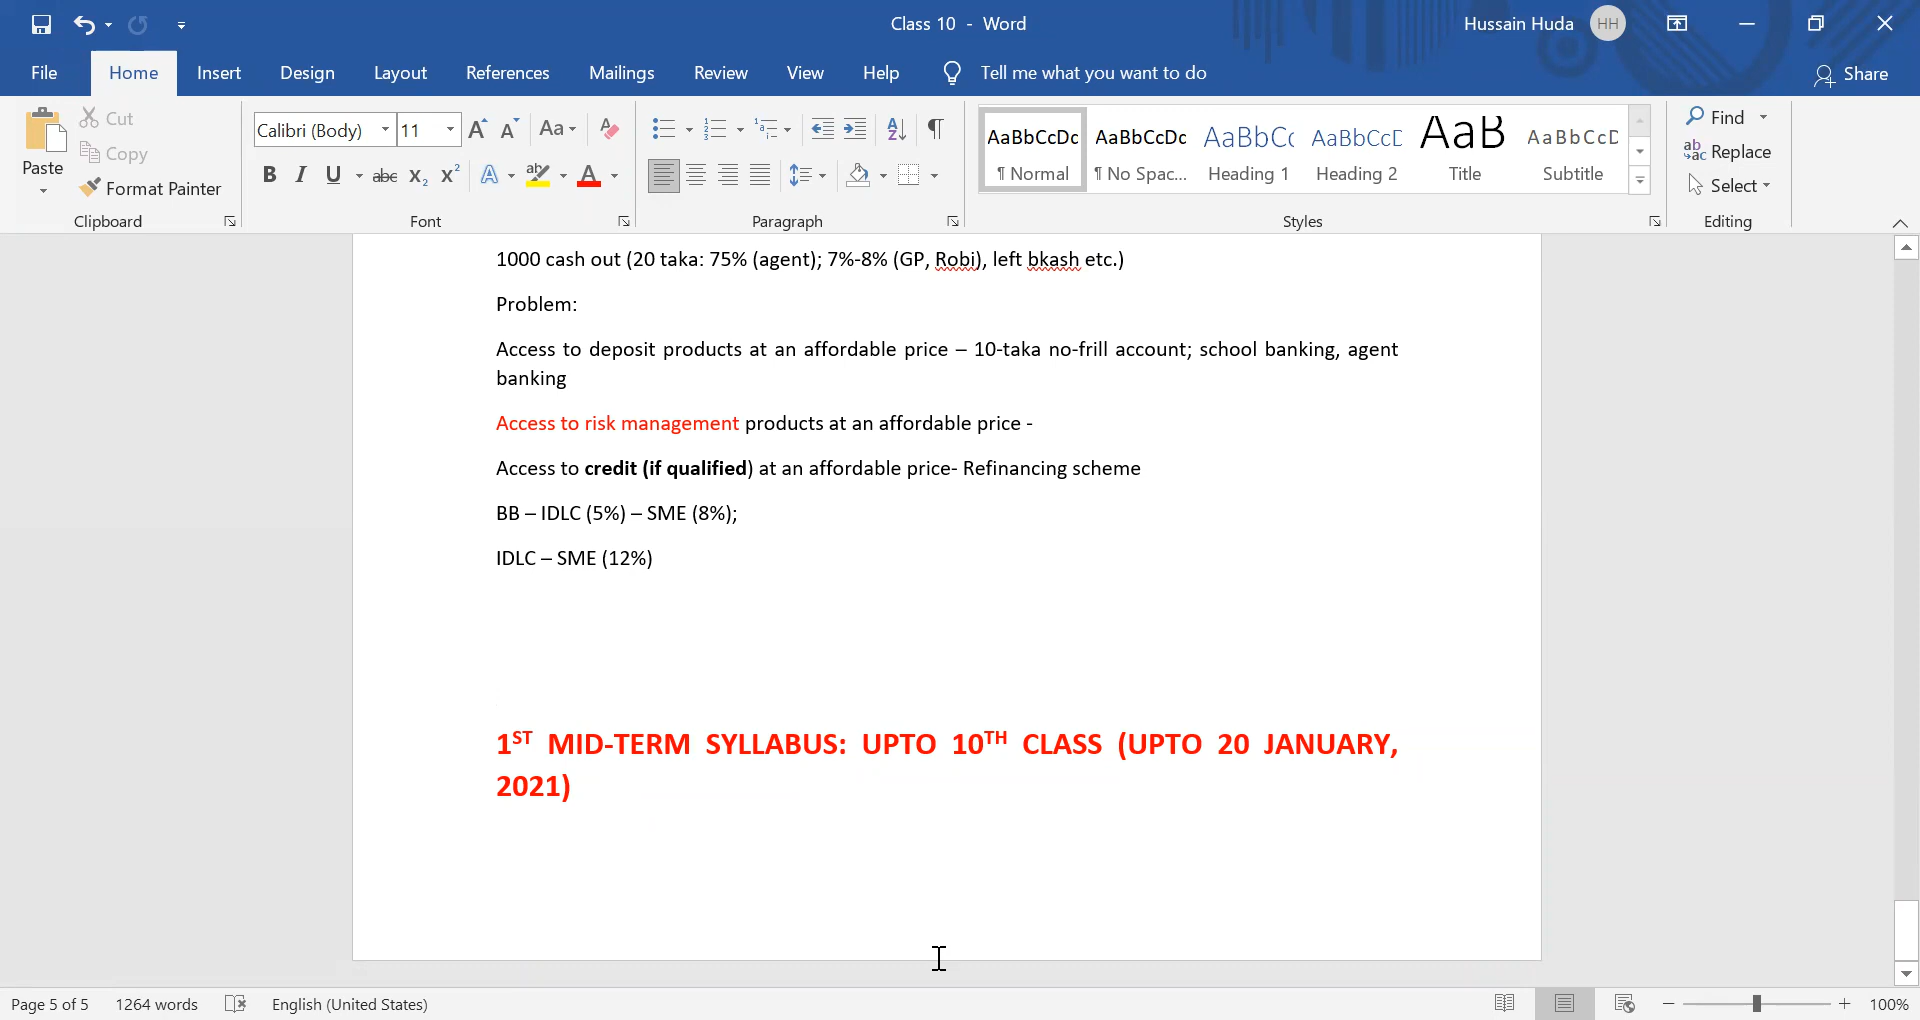 Class 10 - Word
Hussain Huda HH
File Home Insert Design Layout References Mailings Review View Help Tell me what you want to do Share
Paste Cut
Copy
Format Painter
Clipboard
Calibri (Body) 11 Aa
B I U abc X₂ X² A ab A
Font
Paragraph
AaBbCcDc AaBbCcDc AaBbC( AaBbCcE AaB AaBbCcD
¶ Normal ¶ No Spac... Heading 1 Heading 2 Title Subtitle
Styles
Find
Replace
Select
Editing
1000 cash out (20 taka: 75% (agent); 7%-8% (GP, Robi), left bkash etc.)
Problem:
Access to deposit products at an affordable price – 10-taka no-frill account; school banking, agent
banking
Access to risk management products at an affordable price -
Access to credit (if qualified) at an affordable price- Refinancing scheme
BB – IDLC (5%) – SME (8%);
IDLC – SME (12%)
1ST MID-TERM SYLLABUS: UPTO 10TH CLASS (UPTO 20 JANUARY,
2021)
Page 5 of 5 1264 words English (United States) 100%